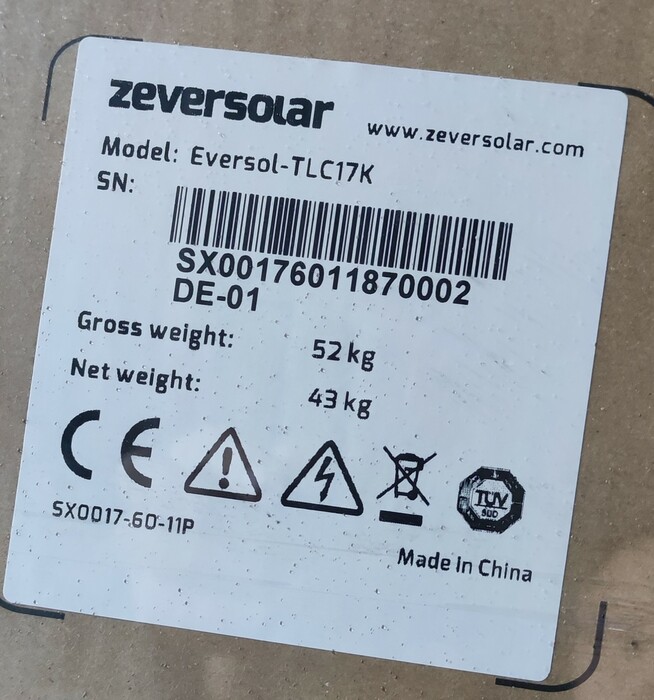 zeversolar
www.zeversolar.com
Model: Eversol-TLC17K
SN:
SX00176011870002
DE-01
Gross weight: 52 kg
Net weight: 43 kg
CE
TÜV
SÜD
SX0017-60-11P
Made in China